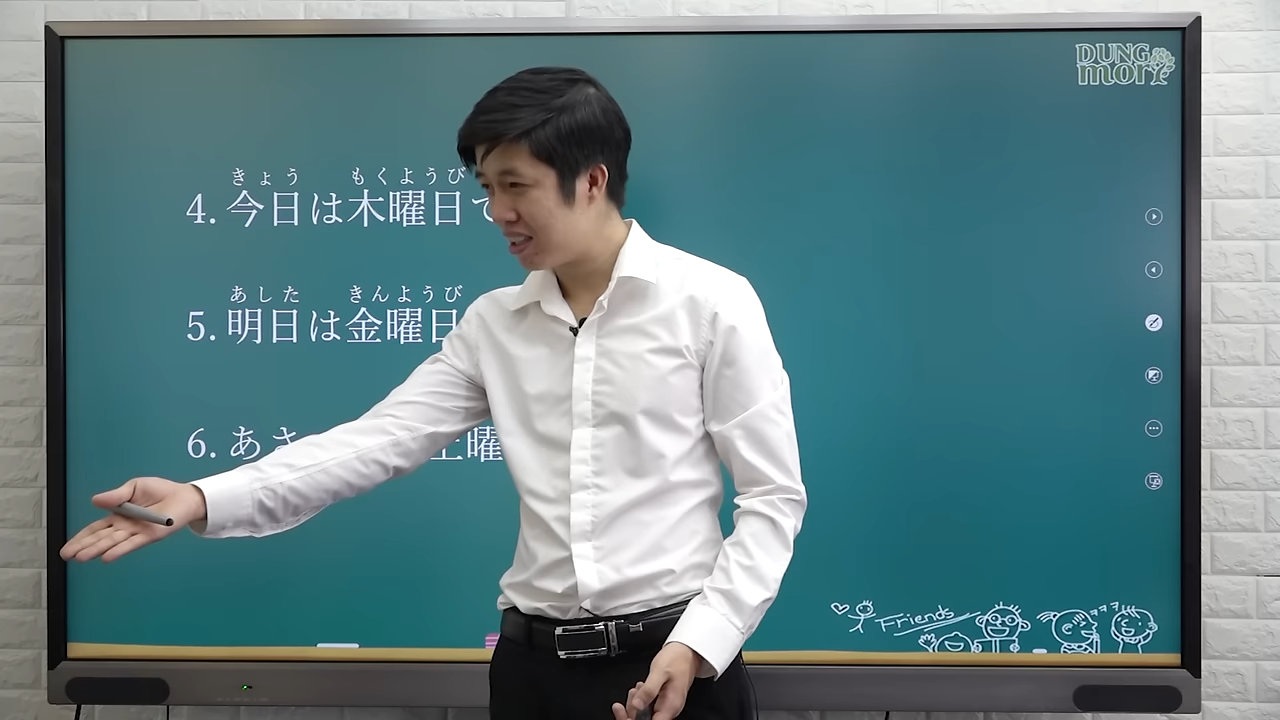 DUNG
mori
きょう もくようび
4. 今日は木曜日で
あした きんようび
5. 明日は金曜日
6. あさ 土曜
Friends